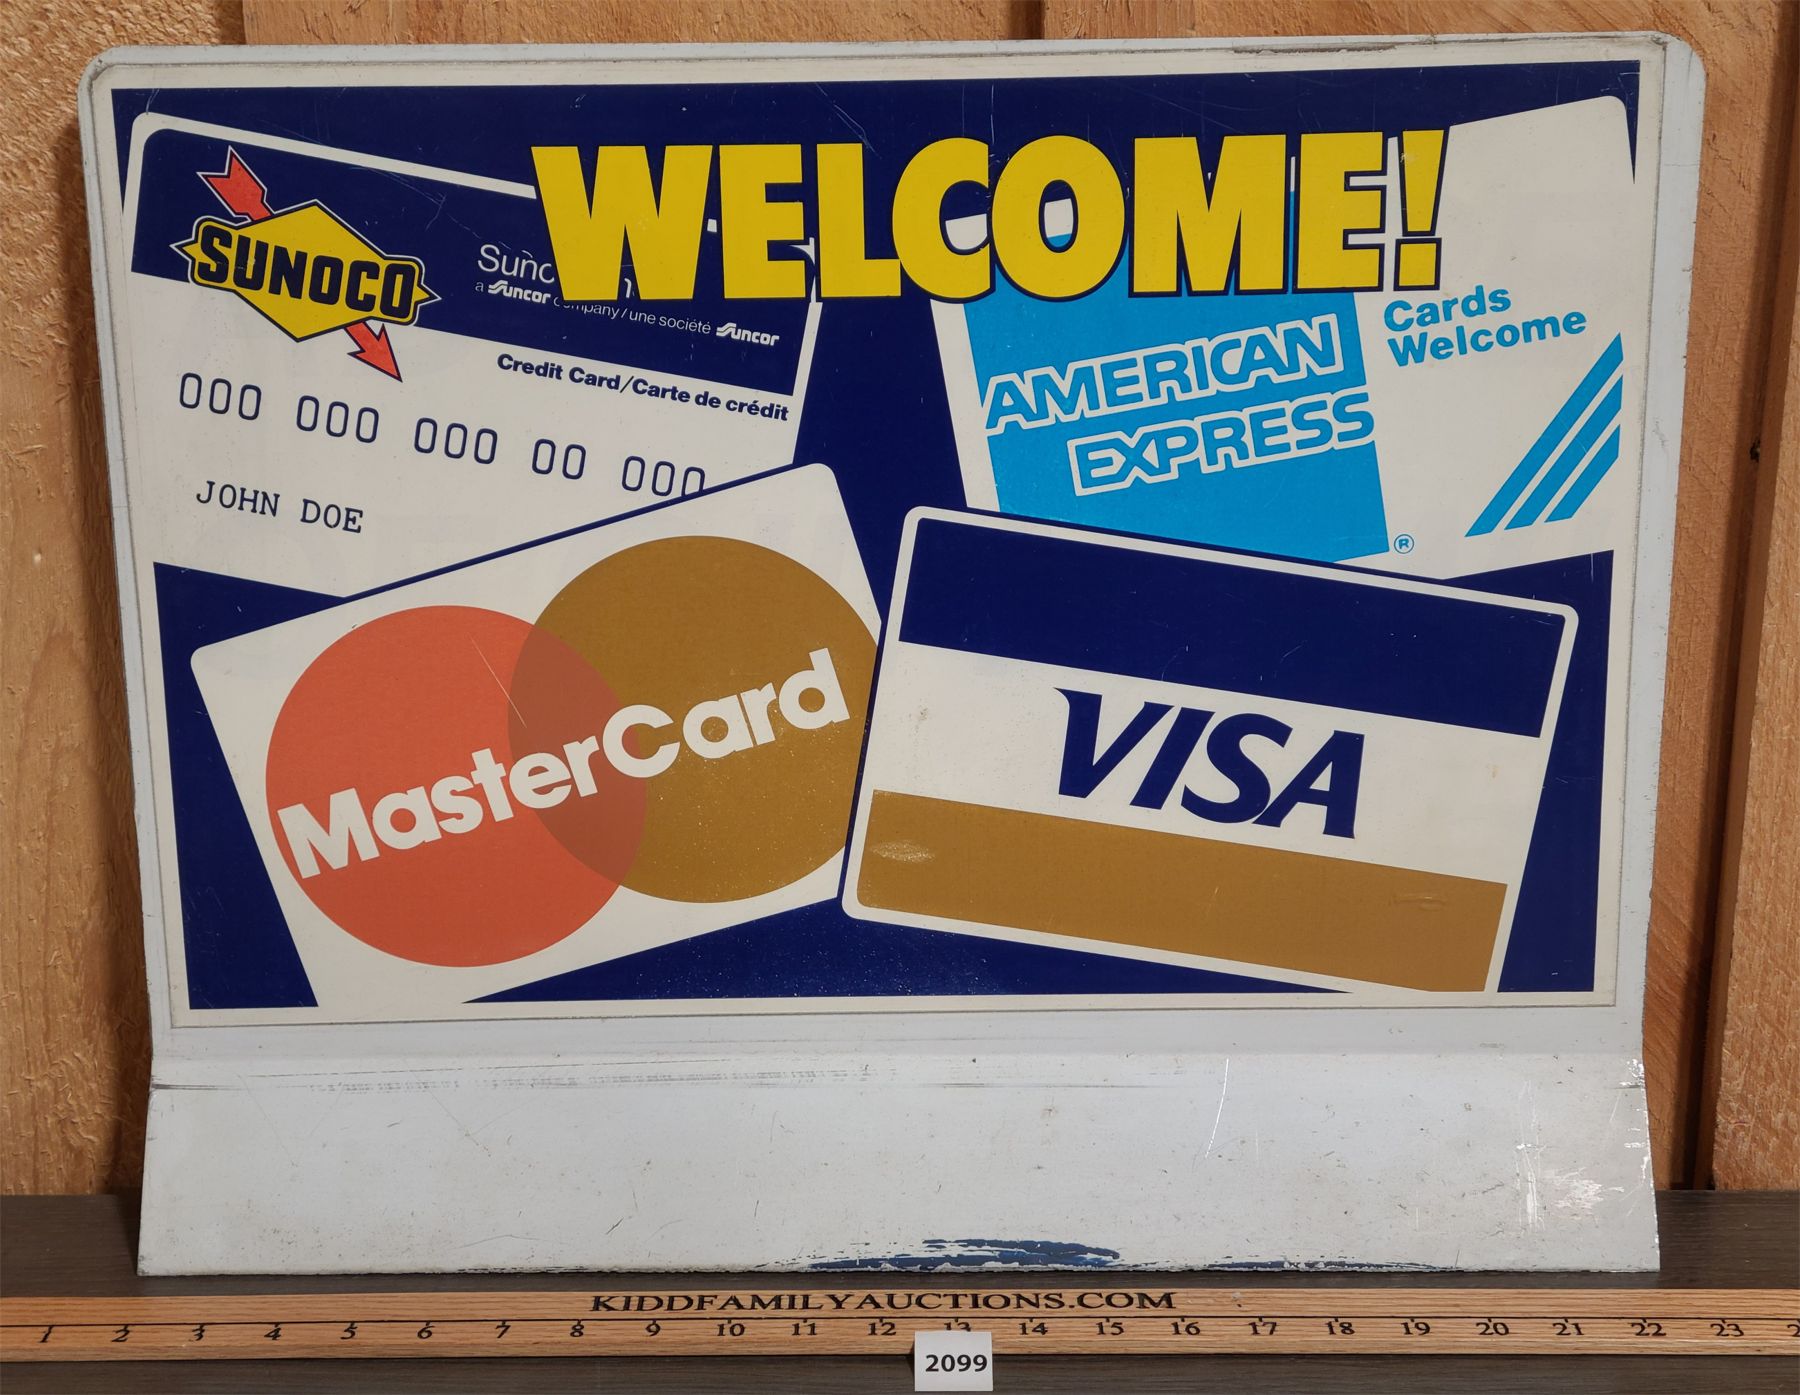 WELCOME!
SUNOCO
a Suncor company / une société Suncor
Credit Card/Carte de crédit
000 000 000 00 000
JOHN DOE
AMERICAN
EXPRESS
®
Cards
Welcome
MasterCard
VISA
KIDDFAMILYAUCTIONS.COM
1 2 3 4 5 6 7 8 9 10 11 12 13 14 15 16 17 18 19 20 21 22 23
2099